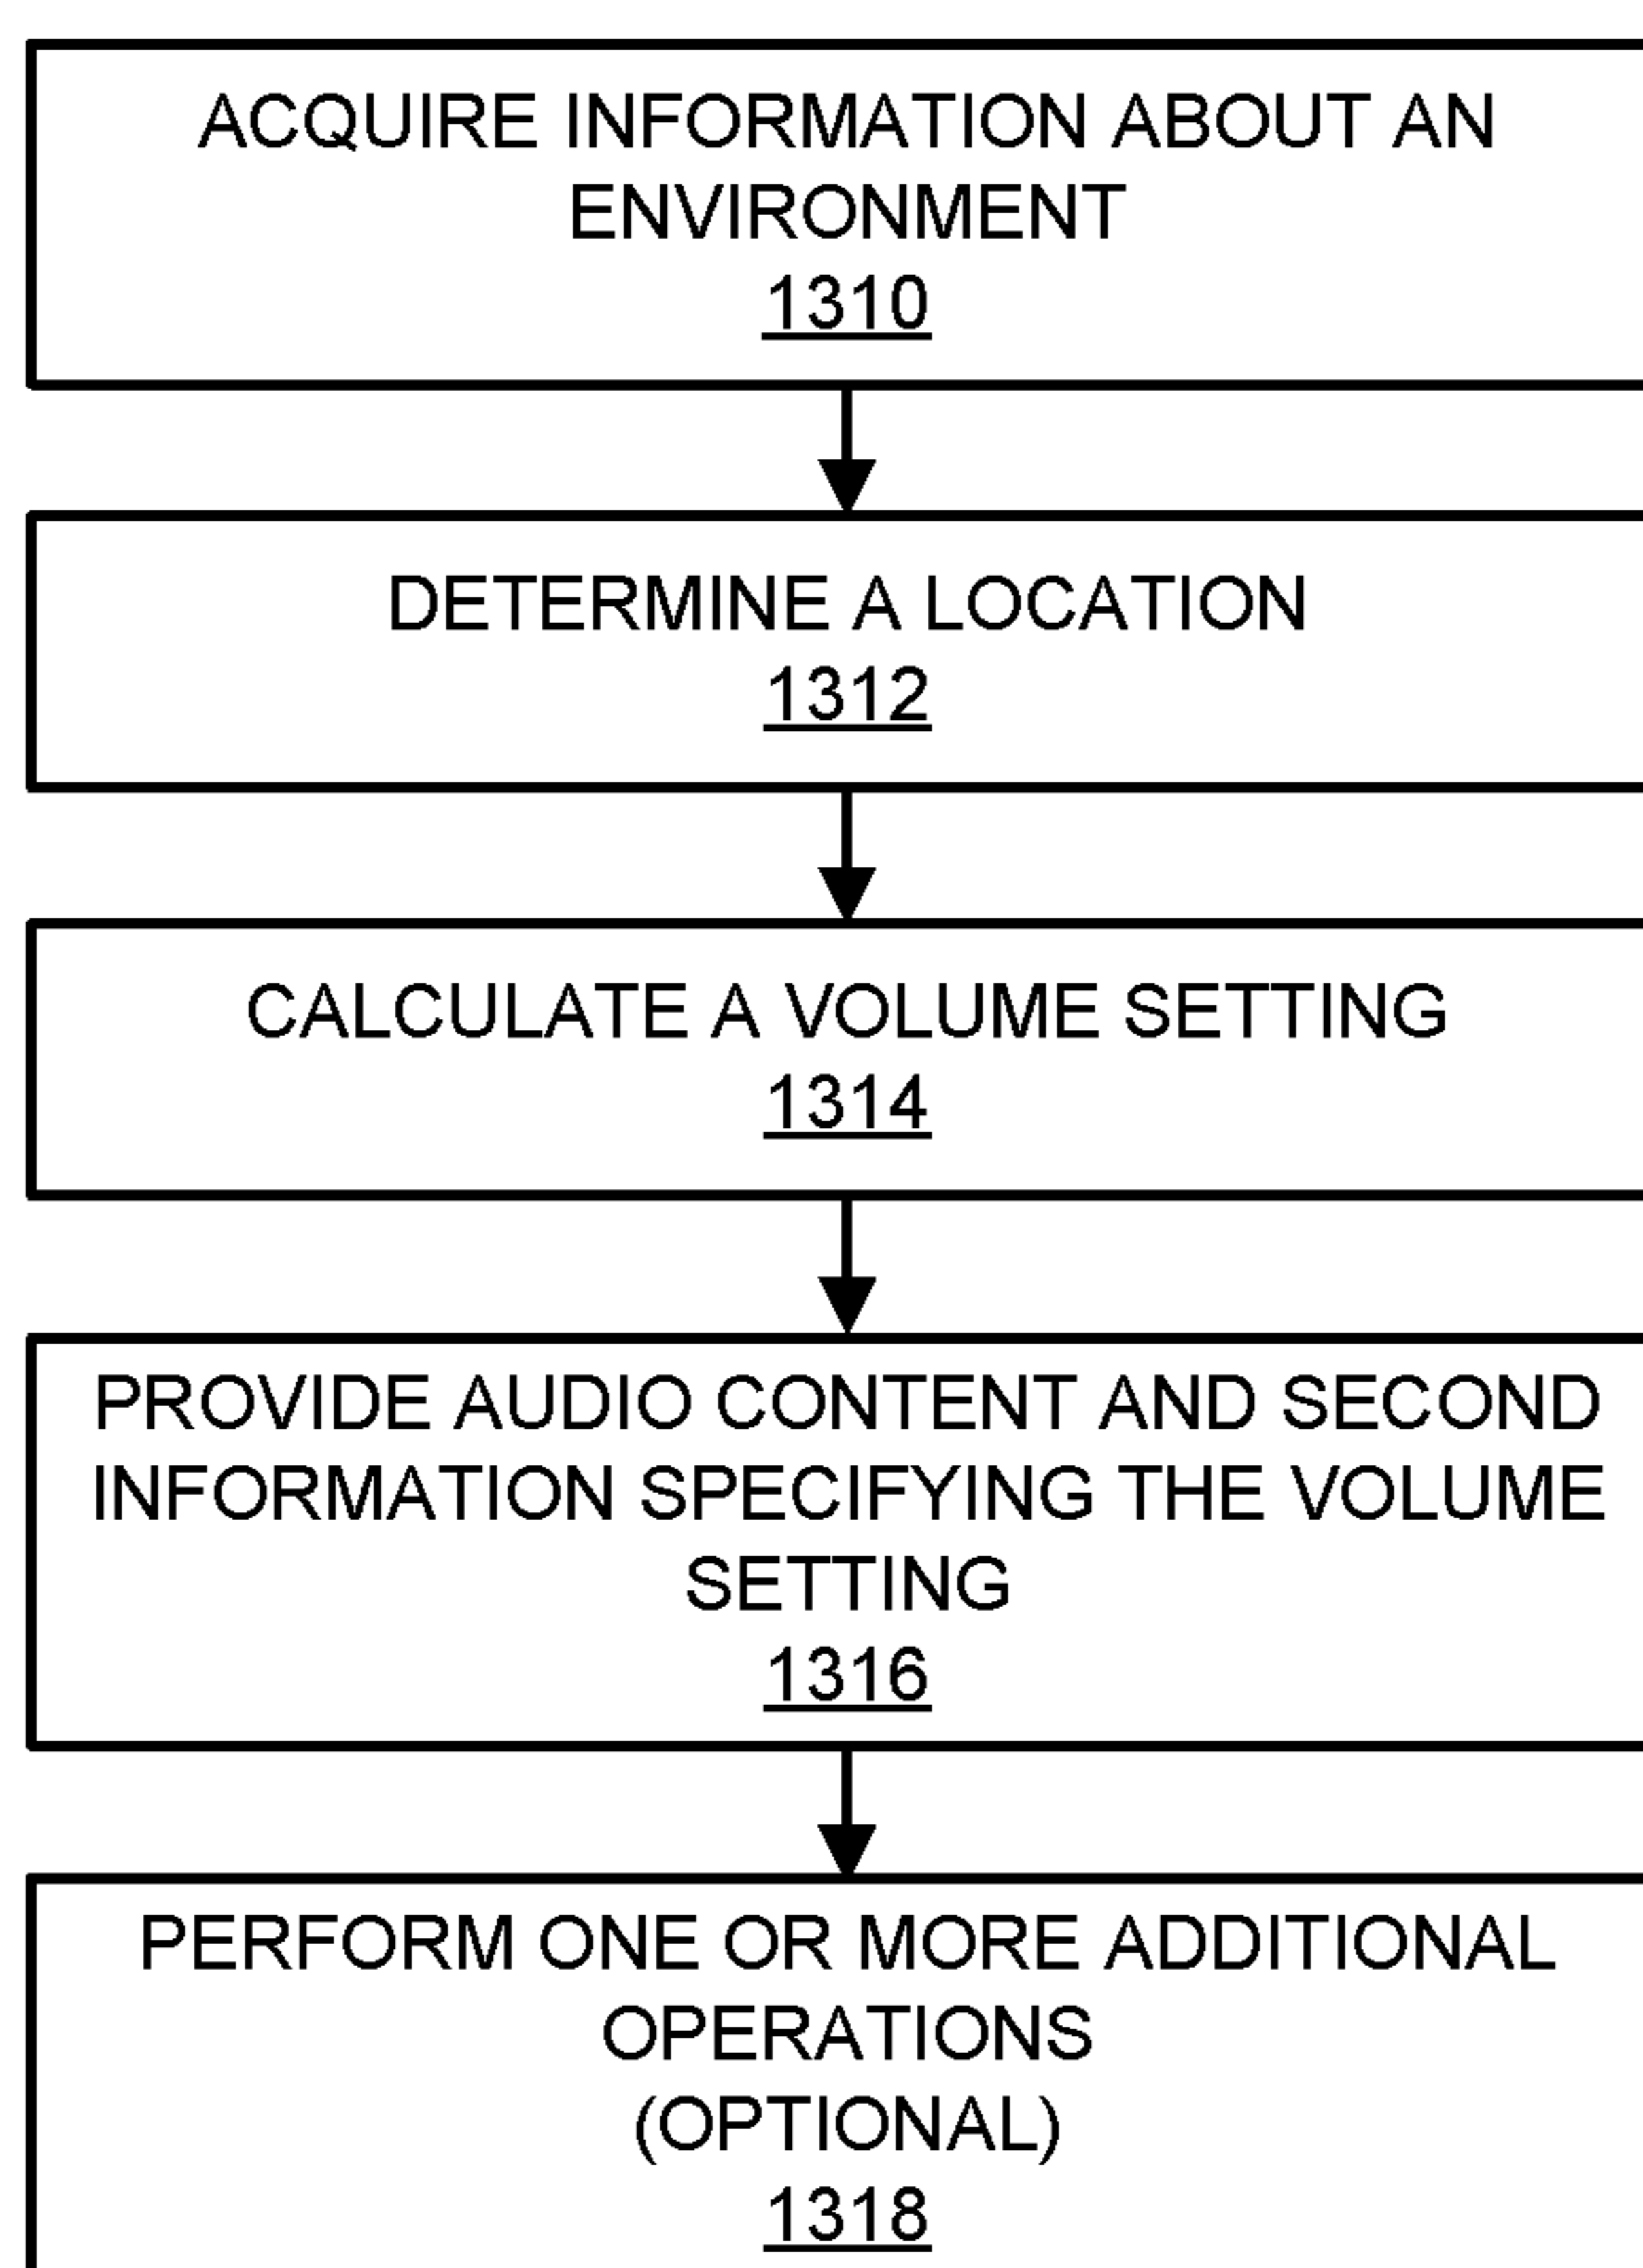 ACQUIRE INFORMATION ABOUT AN
ENVIRONMENT
1310
DETERMINE A LOCATION
1312
CALCULATE A VOLUME SETTING
1314
PROVIDE AUDIO CONTENT AND SECOND
INFORMATION SPECIFYING THE VOLUME
SETTING
1316
PERFORM ONE OR MORE ADDITIONAL
OPERATIONS
(OPTIONAL)
1318